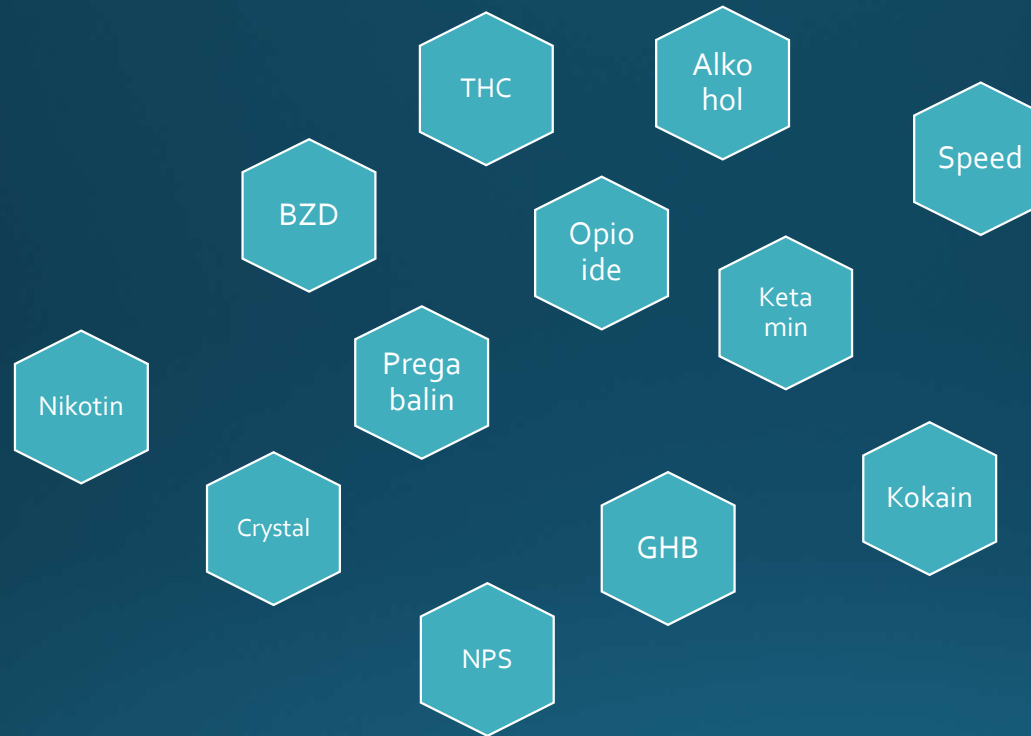 THC
Alko
hol
Speed
BZD
Opio
ide
Keta
min
Prega
balin
Nikotin
Kokain
Crystal
GHB
NPS